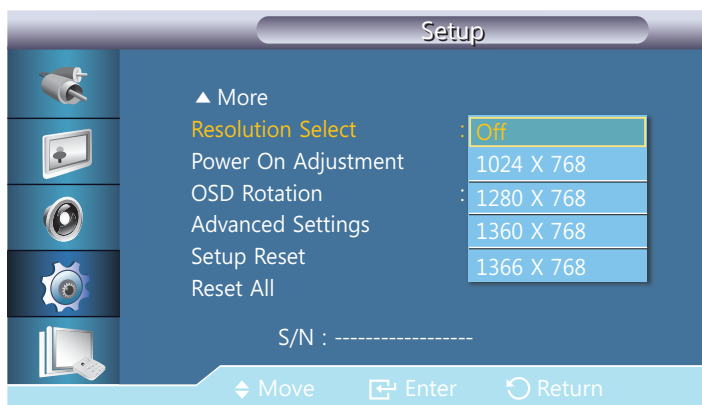 Setup
▲ More
Resolution Select : Off
Power On Adjustment 1024 X 768
OSD Rotation : 1280 X 768
Advanced Settings 1360 X 768
Setup Reset 1366 X 768
Reset All
S/N : ------------------
Move Enter Return